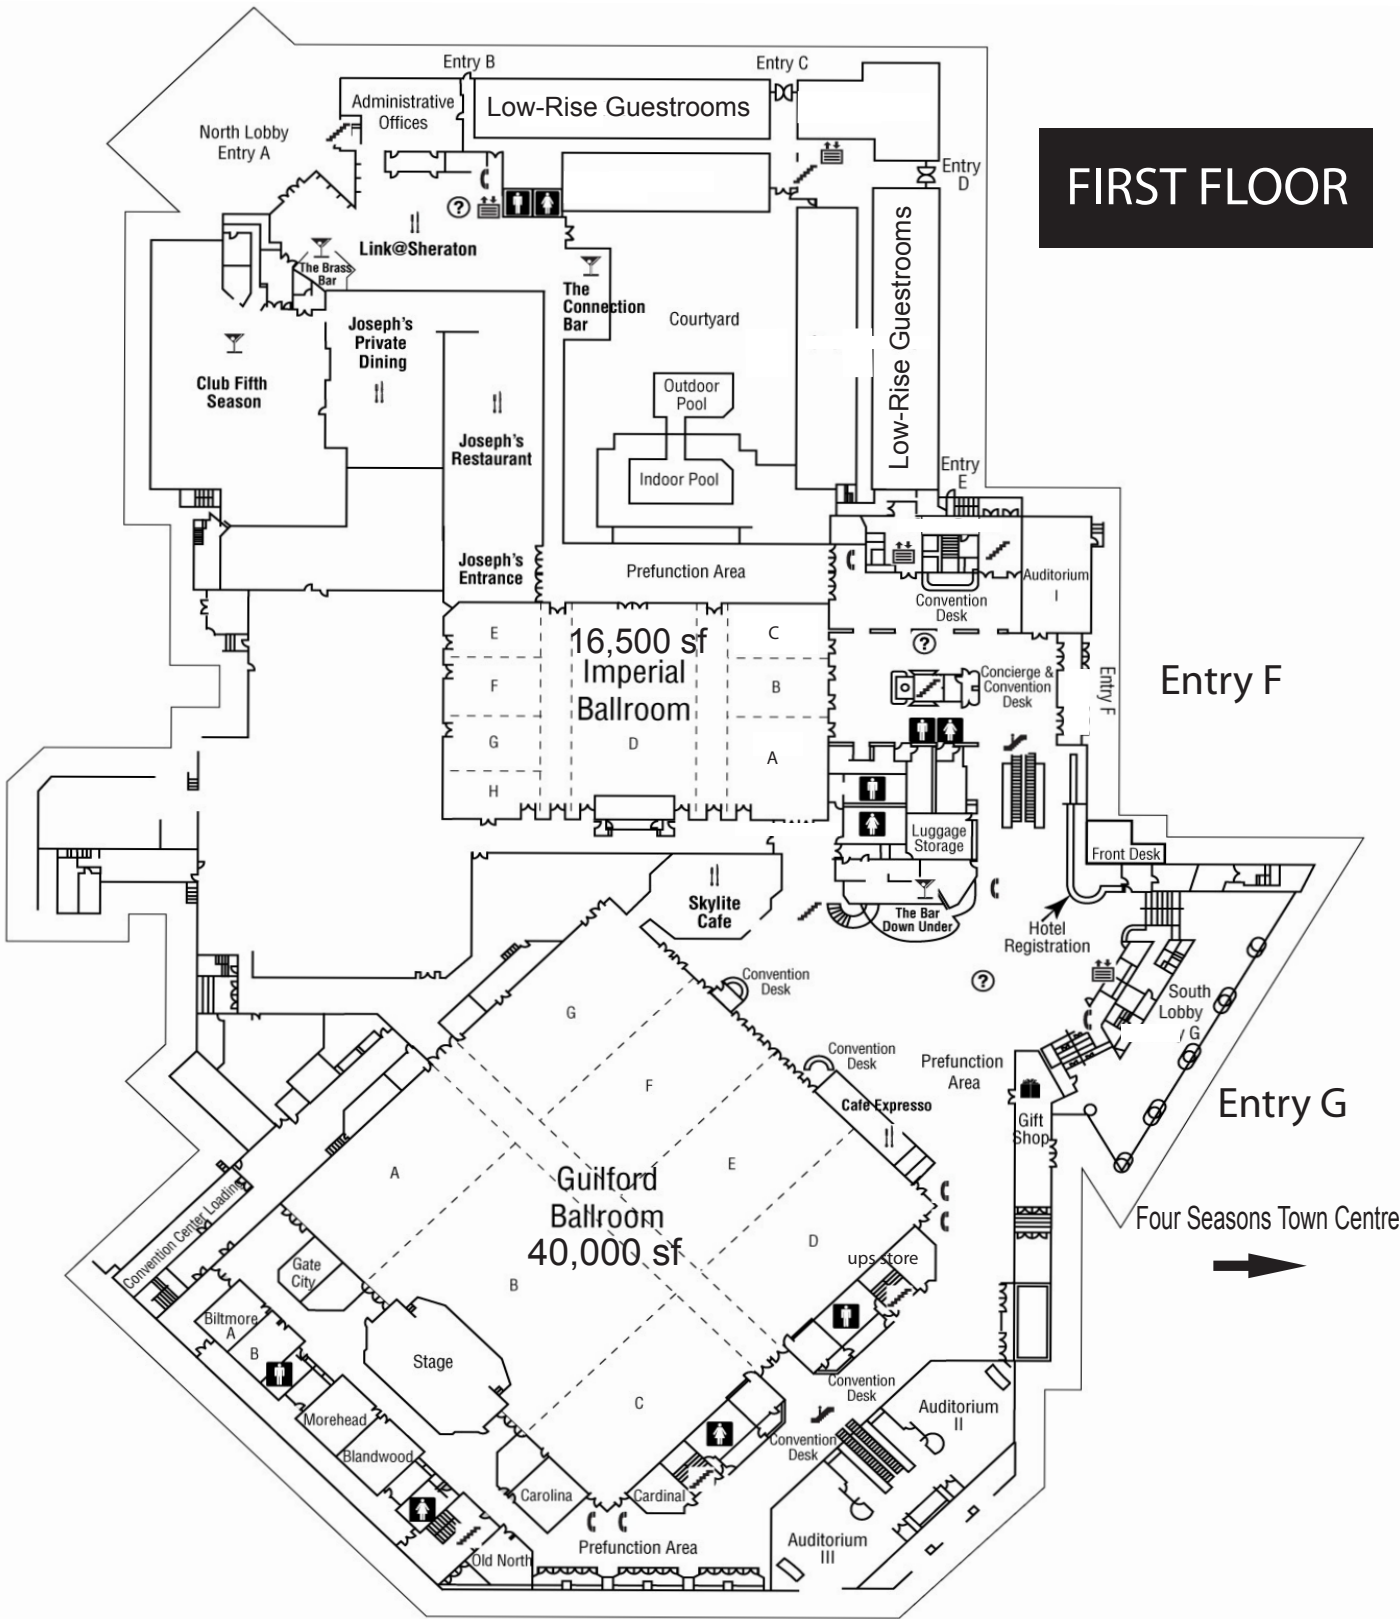 Entry B
Entry C
Administrative
Offices
Low-Rise Guestrooms
North Lobby
Entry A
Entry
D
FIRST FLOOR
?
Link@Sheraton
The Brass
Bar
The
Connection
Bar
Joseph's
Private
Dining
Courtyard
Low-Rise Guestrooms
Club Fifth
Season
Outdoor
Pool
Joseph's
Restaurant
Indoor Pool
Entry
E
Joseph's
Entrance
Prefunction Area
Auditorium
I
Convention
Desk
E
16,500 sf
Imperial
Ballroom
C
?
F
B
Concierge &
Convention
Desk
Entry F
Entry F
G
D
A
H
Luggage
Storage
Front Desk
Skylite
Cafe
The Bar
Down Under
Hotel
Registration
Convention
Desk
?
South
Lobby
G
G
Convention
Desk
Prefunction
Area
F
Cafe Expresso
Gift
Shop
Entry G
A
E
Guilford
Ballroom
40,000 sf
Convention Center Loading
Four Seasons Town Centre
D
ups store
Gate
City
B
Biltmore
A
B
Stage
Convention
Desk
C
Auditorium
II
Morehead
Convention
Desk
Blandwood
Carolina
Cardinal
Auditorium
III
Prefunction Area
Old North